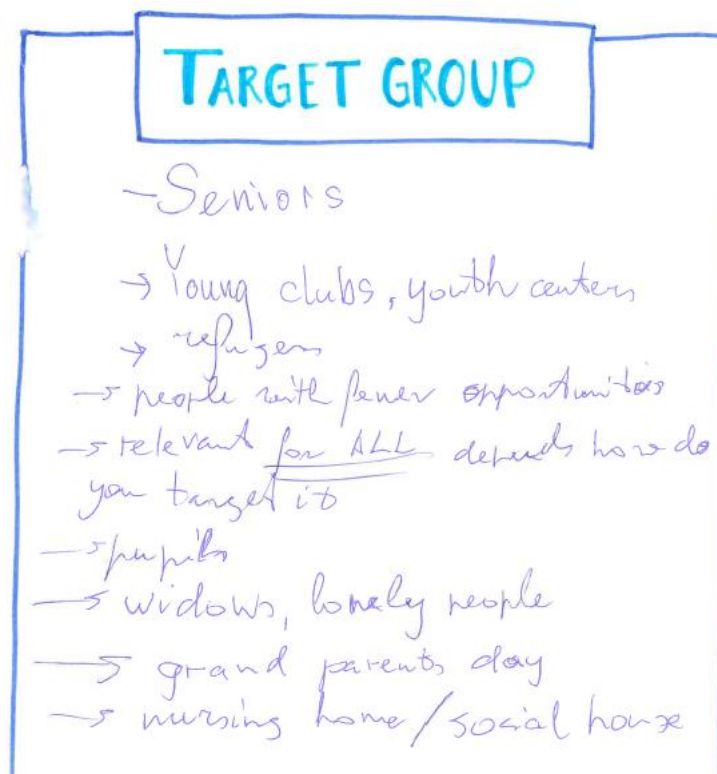 TARGET GROUP
- Seniors
→ Young clubs, youth centers
→ refugees
→ people with fewer opportunities
→ relevant for ALL depends how do
you target it
→ pupils
→ widows, lonely people
→ grand parents day
→ nursing home / social house